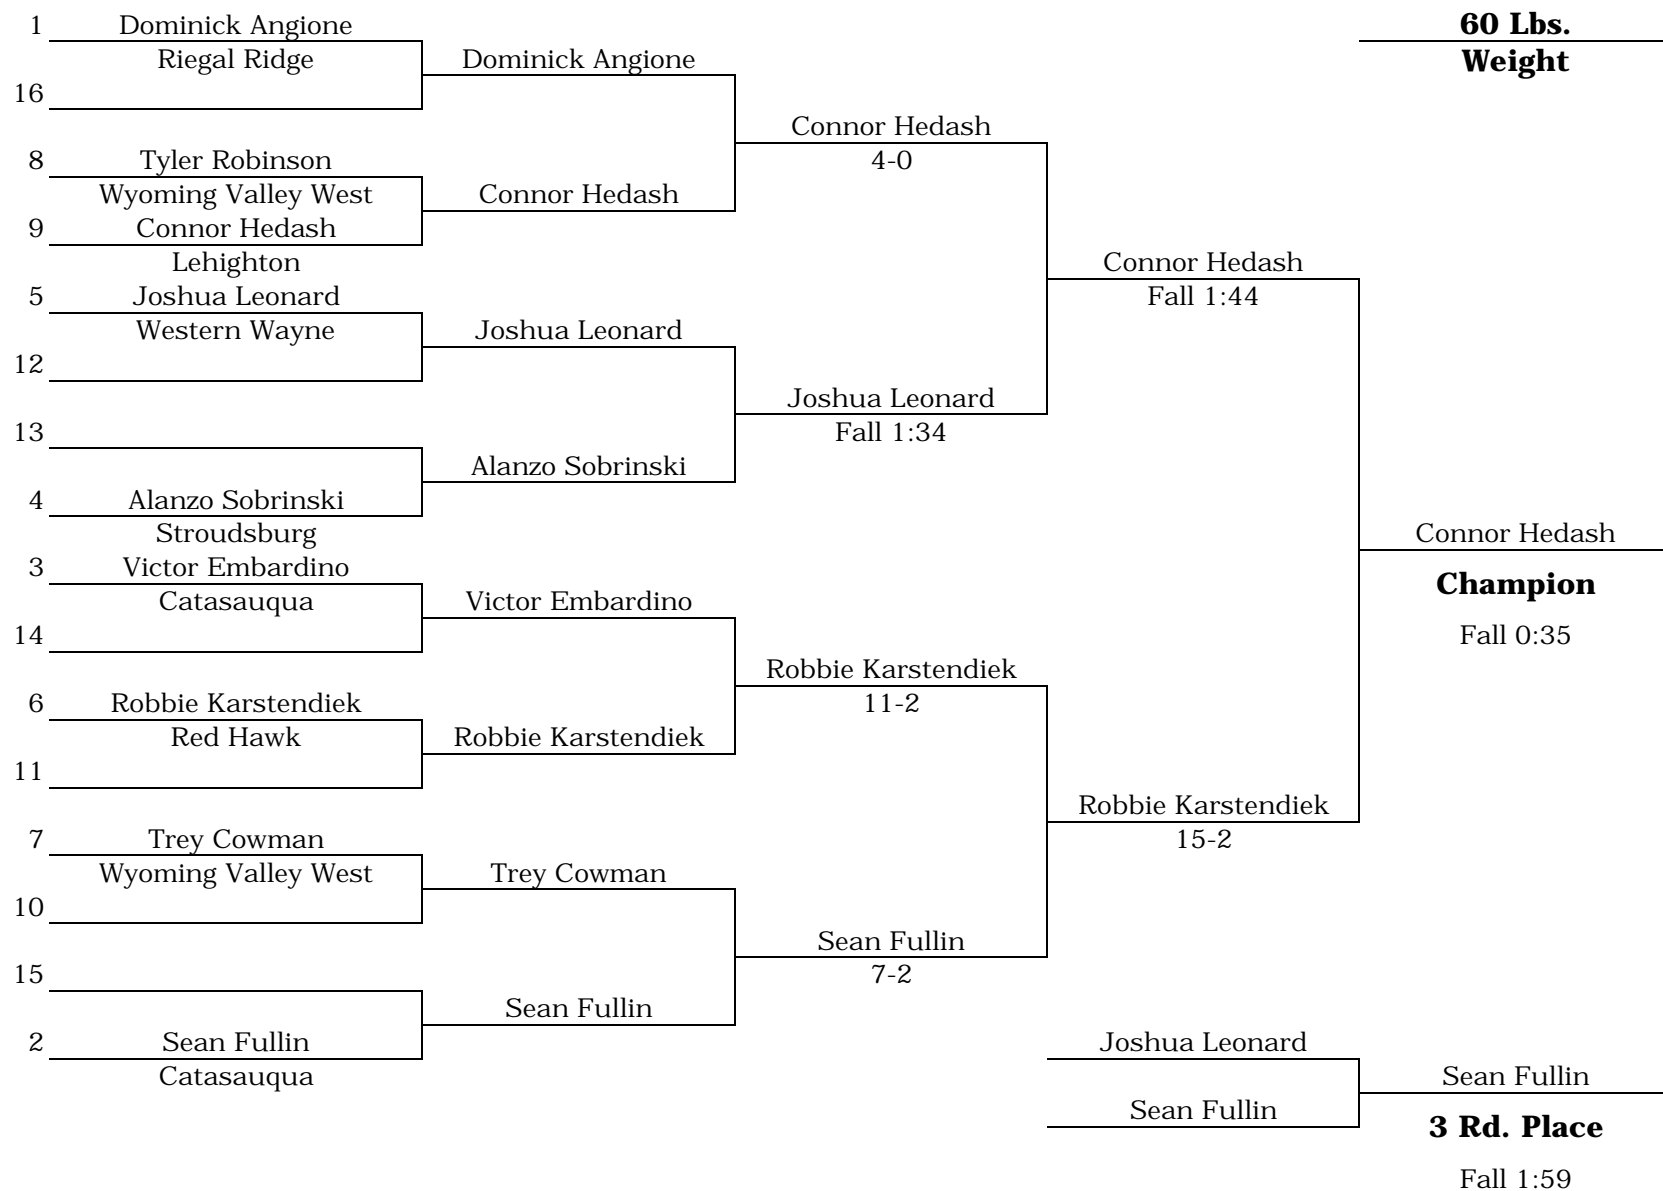 1 Dominick Angione
Riegal Ridge
16
8 Tyler Robinson
Wyoming Valley West
9 Connor Hedash
Lehighton
5 Joshua Leonard
Western Wayne
12
13
4 Alanzo Sobrinski
Stroudsburg
3 Victor Embardino
Catasauqua
14
6 Robbie Karstendiek
Red Hawk
11
7 Trey Cowman
Wyoming Valley West
10
15
2 Sean Fullin
Catasauqua
Dominick Angione
Connor Hedash
Joshua Leonard
Alanzo Sobrinski
Victor Embardino
Robbie Karstendiek
Trey Cowman
Sean Fullin
Connor Hedash
4-0
Joshua Leonard
Fall 1:34
Robbie Karstendiek
11-2
Sean Fullin
7-2
Connor Hedash
Fall 1:44
Robbie Karstendiek
15-2
Joshua Leonard
Sean Fullin
60 Lbs.
Weight
Connor Hedash
Champion
Fall 0:35
Sean Fullin
3 Rd. Place
Fall 1:59